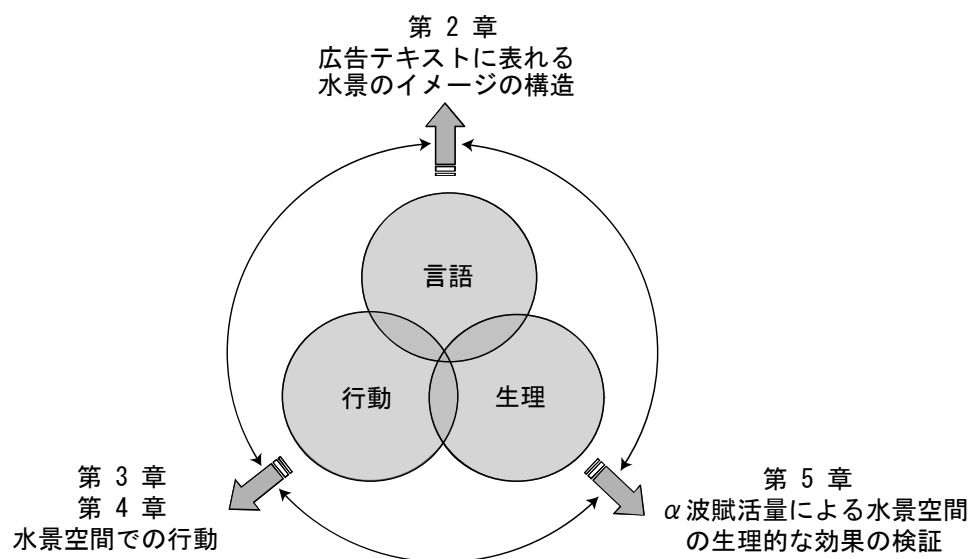 第 2 章
広告テキストに表れる
水景のイメージの構造
言語
行動
生理
第 3 章
第 4 章
水景空間での行動
第 5 章
α波賦活量による水景空間
の生理的な効果の検証